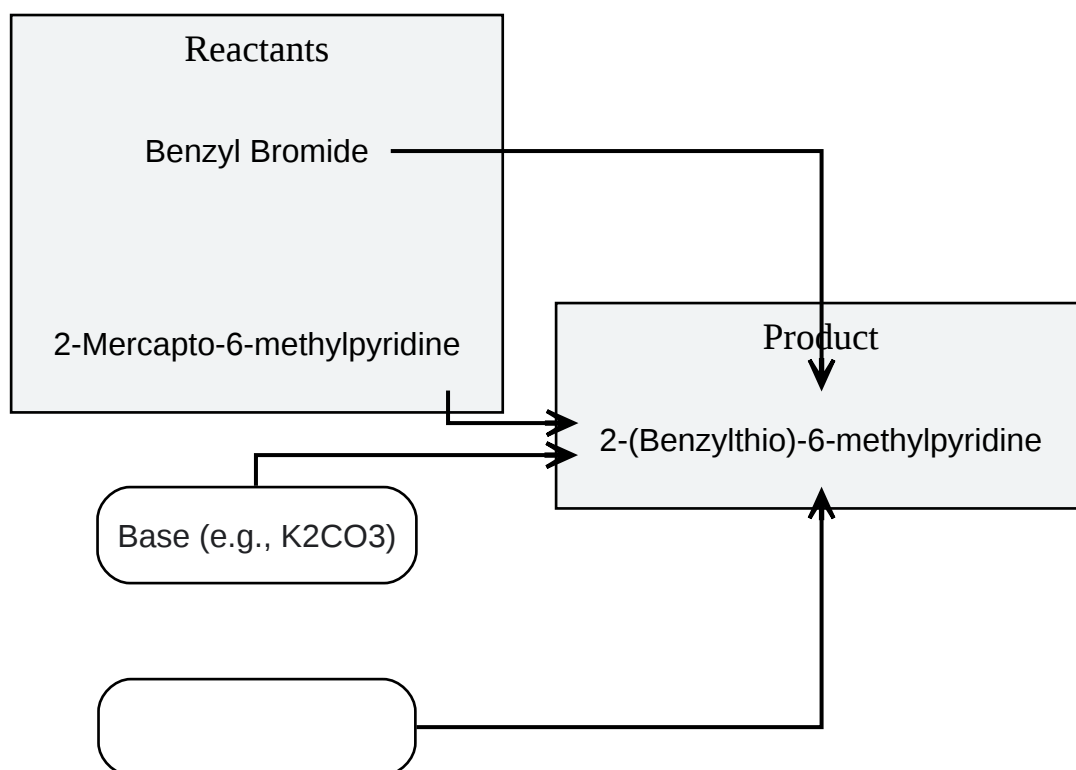 Reactants
Benzyl Bromide
2-Mercapto-6-methylpyridine
Product
2-(Benzylthio)-6-methylpyridine
Base (e.g., K2CO3)